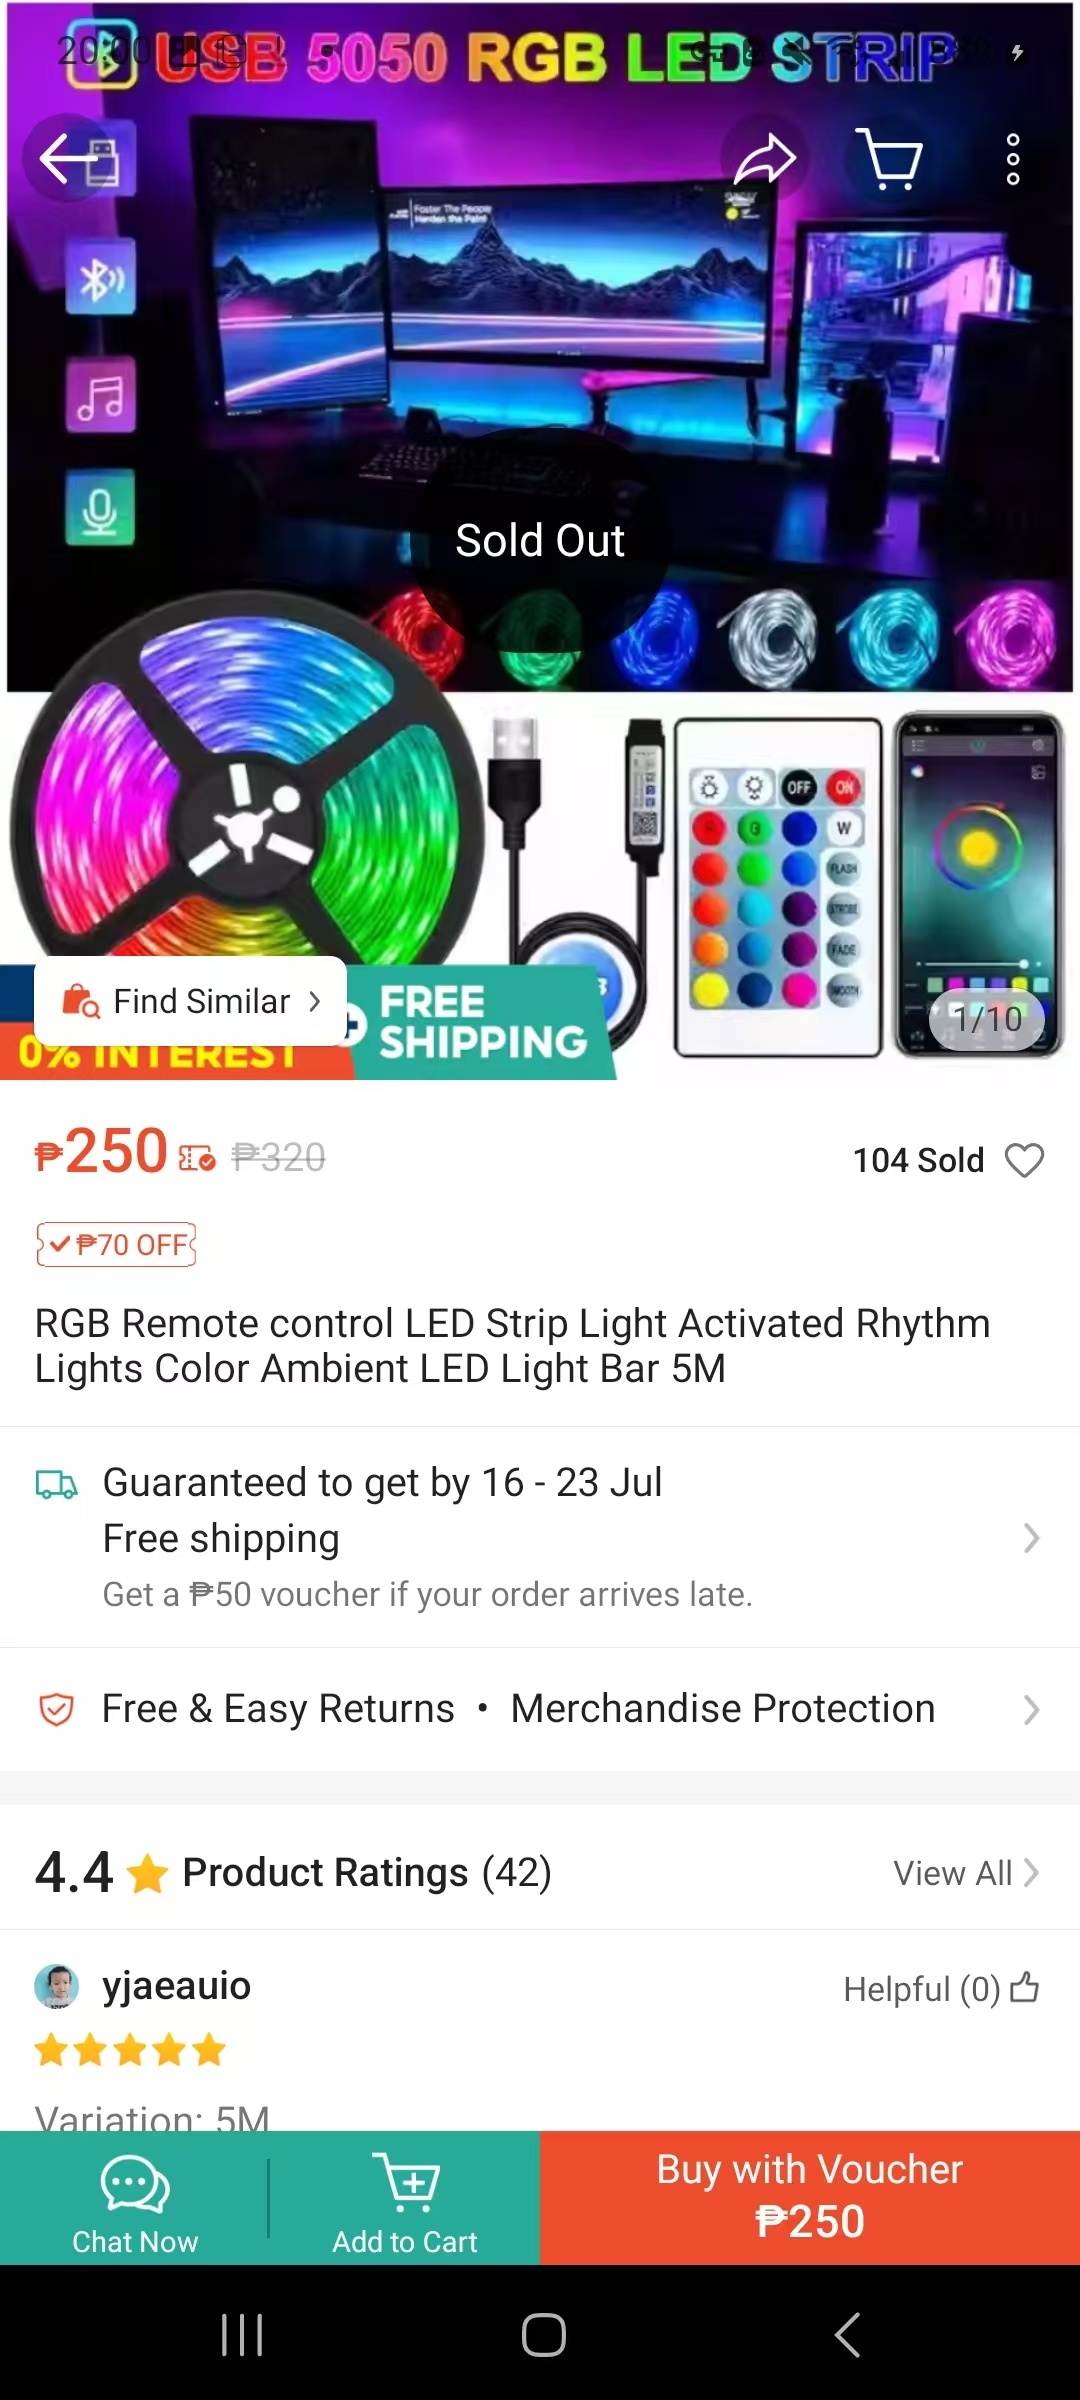 20:00
USB 5050 RGB LED STRIP
Foster The People
Sold Out
OFF ON
W
FLASH
STROBE
FADE
SMOOTH
Find Similar
0% INTEREST
FREE
SHIPPING
1/10
₱250 ₱320
104 Sold
₱70 OFF
RGB Remote control LED Strip Light Activated Rhythm
Lights Color Ambient LED Light Bar 5M
Guaranteed to get by 16 - 23 Jul
Free shipping
Get a ₱50 voucher if your order arrives late.
Free & Easy Returns • Merchandise Protection
4.4 Product Ratings (42)
View All
yjaeauio
Helpful (0)
Variation: 5M
Chat Now
Add to Cart
Buy with Voucher
₱250